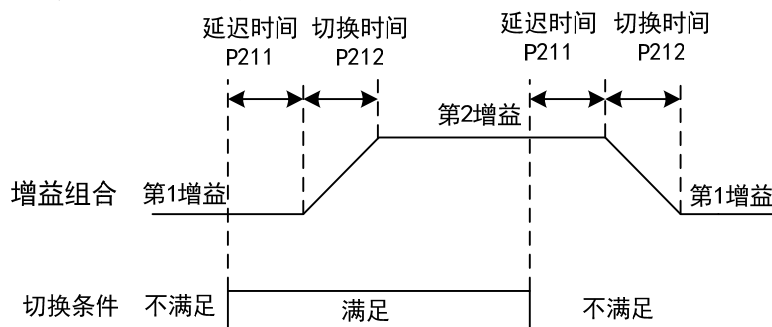 延迟时间 切换时间 延迟时间 切换时间
P211 P212 P211 P212
第2增益
增益组合 第1增益 第1增益
切换条件 不满足 满足 不满足